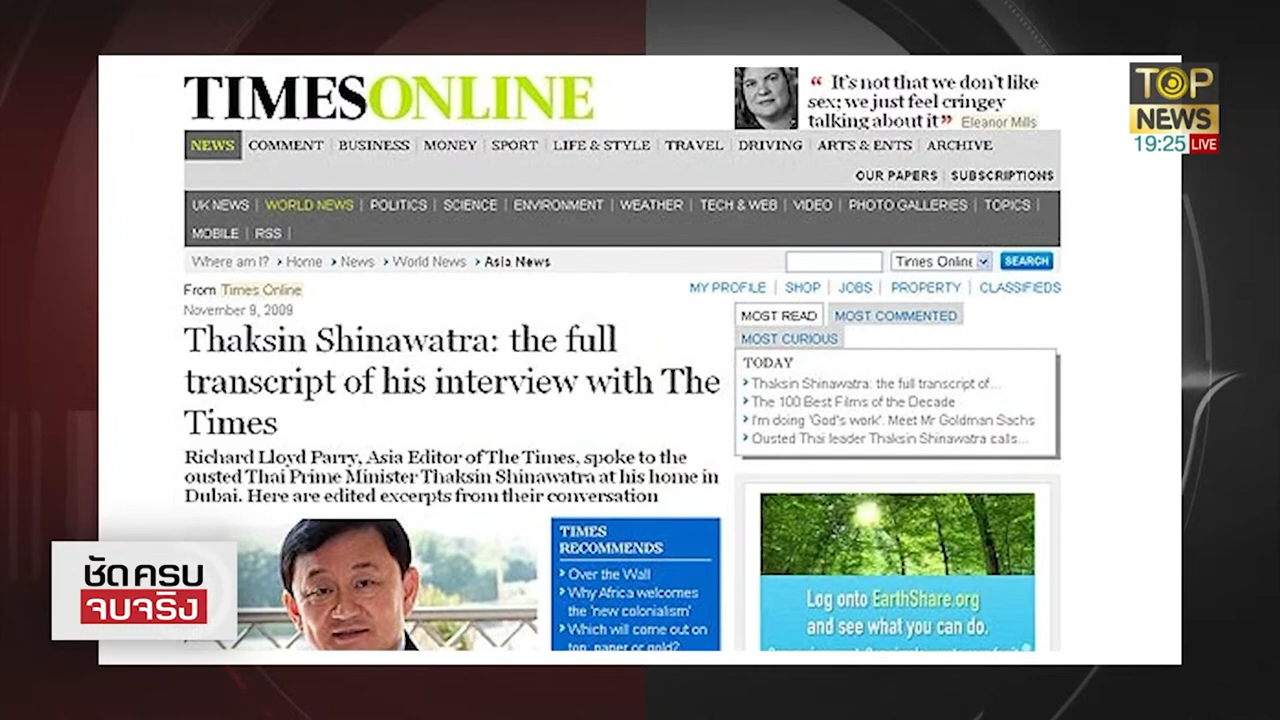 TIMESONLINE
“ It's not that we don't like
sex; we just feel cringey
talking about it” Eleanor Mills
TOP
NEWS
19:25 LIVE
NEWS COMMENT BUSINESS MONEY SPORT LIFE & STYLE TRAVEL DRIVING ARTS & ENTS ARCHIVE
OUR PAPERS SUBSCRIPTIONS
UK NEWS WORLD NEWS POLITICS SCIENCE ENVIRONMENT WEATHER TECH & WEB VIDEO PHOTO GALLERIES TOPICS
MOBILE RSS
Where am I? Home News World News Asia News
Times Online SEARCH
From Times Online
MY PROFILE SHOP JOBS PROPERTY CLASSIFIEDS
November 9, 2009
Thaksin Shinawatra: the full
transcript of his interview with The
Times
Richard Lloyd Parry, Asia Editor of The Times, spoke to the
ousted Thai Prime Minister Thaksin Shinawatra at his home in
Dubai. Here are edited excerpts from their conversation
MOST READ MOST COMMENTED
MOST CURIOUS
TODAY
Thaksin Shinawatra: the full transcript of...
The 100 Best Films of the Decade
I'm doing 'God's work'. Meet Mr Goldman Sachs
Ousted Thai leader Thaksin Shinawatra calls...
TIMES
RECOMMENDS
Over the Wall
Why Africa welcomes
the 'new colonialism'
Which will come out on
top: paper or gold?
Log onto EarthShare.org
and see what you can do.
ชัด ครบ
จบจริง